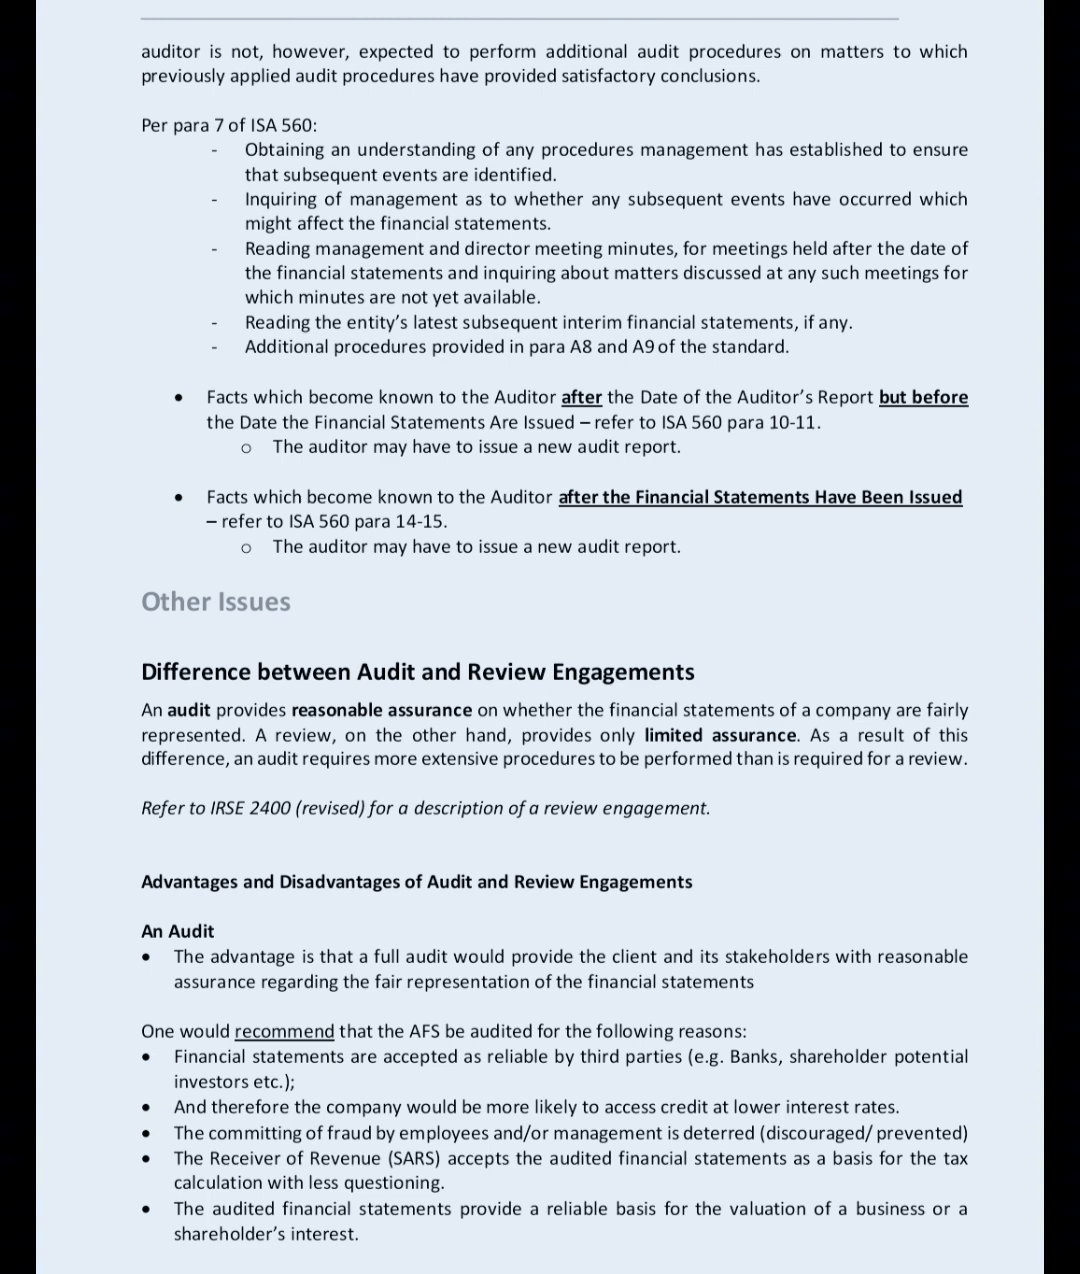 auditor is not, however, expected to perform additional audit procedures on matters to which
previously applied audit procedures have provided satisfactory conclusions.
Per para 7 of ISA 560:
- Obtaining an understanding of any procedures management has established to ensure
that subsequent events are identified.
- Inquiring of management as to whether any subsequent events have occurred which
might affect the financial statements.
- Reading management and director meeting minutes, for meetings held after the date of
the financial statements and inquiring about matters discussed at any such meetings for
which minutes are not yet available.
- Reading the entity's latest subsequent interim financial statements, if any.
- Additional procedures provided in para A8 and A9 of the standard.
• Facts which become known to the Auditor after the Date of the Auditor's Report but before
the Date the Financial Statements Are Issued – refer to ISA 560 para 10-11.
o The auditor may have to issue a new audit report.
• Facts which become known to the Auditor after the Financial Statements Have Been Issued
– refer to ISA 560 para 14-15.
o The auditor may have to issue a new audit report.
Other Issues
Difference between Audit and Review Engagements
An audit provides reasonable assurance on whether the financial statements of a company are fairly
represented. A review, on the other hand, provides only limited assurance. As a result of this
difference, an audit requires more extensive procedures to be performed than is required for a review.
Refer to IRSE 2400 (revised) for a description of a review engagement.
Advantages and Disadvantages of Audit and Review Engagements
An Audit
• The advantage is that a full audit would provide the client and its stakeholders with reasonable
assurance regarding the fair representation of the financial statements
One would recommend that the AFS be audited for the following reasons:
• Financial statements are accepted as reliable by third parties (e.g. Banks, shareholder potential
investors etc.);
• And therefore the company would be more likely to access credit at lower interest rates.
• The committing of fraud by employees and/or management is deterred (discouraged/ prevented)
• The Receiver of Revenue (SARS) accepts the audited financial statements as a basis for the tax
calculation with less questioning.
• The audited financial statements provide a reliable basis for the valuation of a business or a
shareholder's interest.